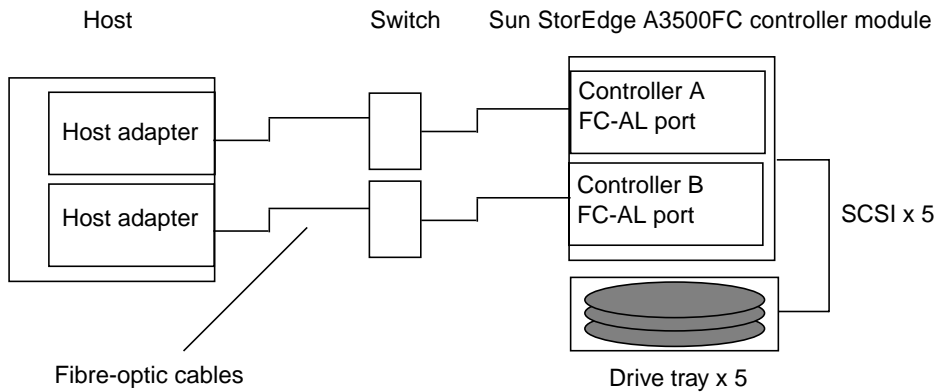 Host
Switch
Sun StorEdge A3500FC controller module
Host adapter
Host adapter
Controller A
FC-AL port
Controller B
FC-AL port
SCSI x 5
Fibre-optic cables
Drive tray x 5